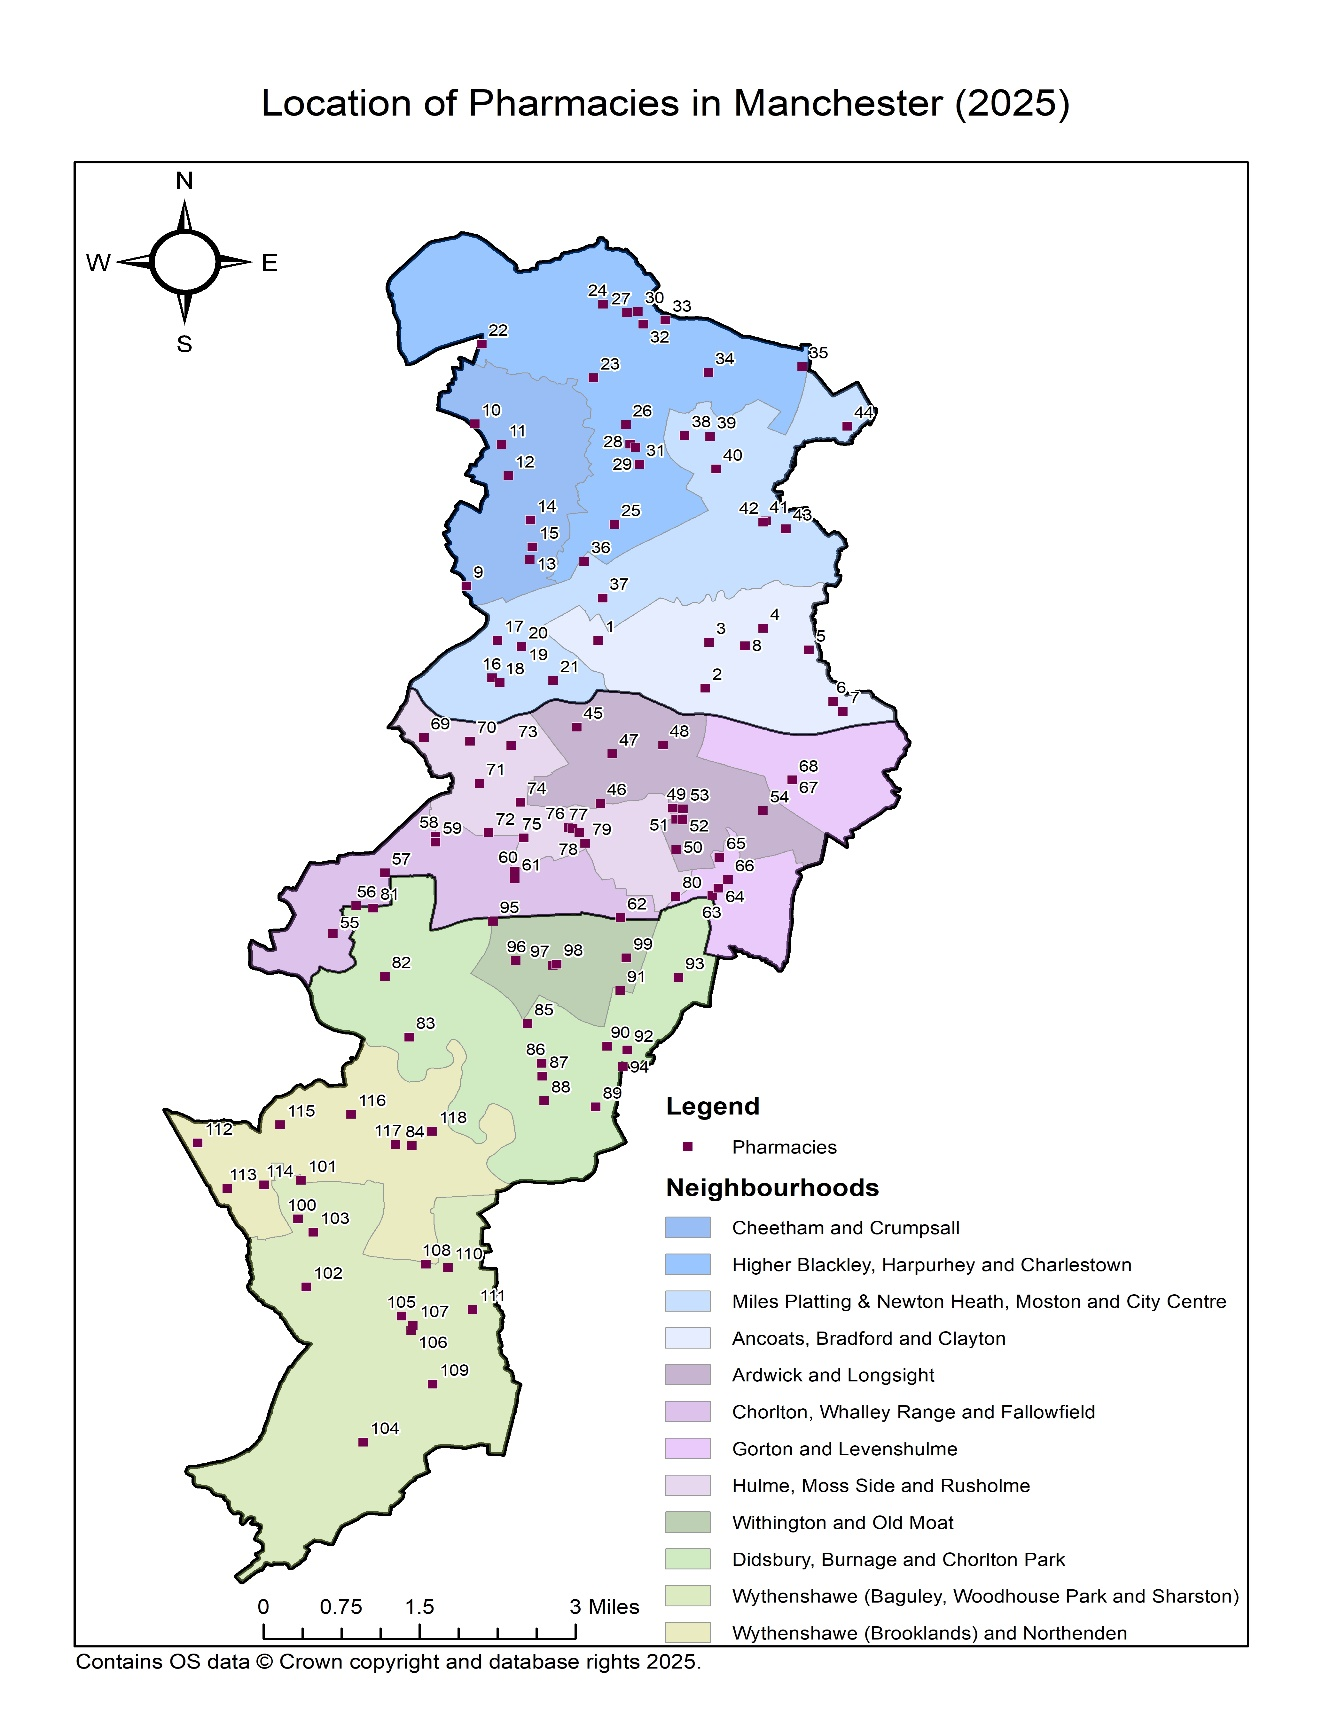 Location of Pharmacies in Manchester (2025)
N
W E
S
24 27 30 33
32
22
23 34 35
10 26 38 39 44
11 28 31
12 29 40
14 25 42 41 43
15 36
13
9 37
17 20 1 3 4 5
19 8
16 18 21 2
6 7
69 70 73 45 47 48
71 68
67
74 46 49 53 54
58 59 72 75 76 77 79 51 52
78 50 65
57 60 61 66
56 81 80 64
55 95 62 63
96 97 98 99
82 91 93
85
83 90 92
86 87 94
88 89
116
115 118
112 117 84
113 114 101
100 103
108 110
102
105 107 111
106
109
104
Legend
Pharmacies
Neighbourhoods
Cheetham and Crumpsall
Higher Blackley, Harpurhey and Charlestown
Miles Platting & Newton Heath, Moston and City Centre
Ancoats, Bradford and Clayton
Ardwick and Longsight
Chorlton, Whalley Range and Fallowfield
Gorton and Levenshulme
Hulme, Moss Side and Rusholme
Withington and Old Moat
Didsbury, Burnage and Chorlton Park
Wythenshawe (Baguley, Woodhouse Park and Sharston)
Wythenshawe (Brooklands) and Northenden
0 0.75 1.5 3 Miles
Contains OS data © Crown copyright and database rights 2025.